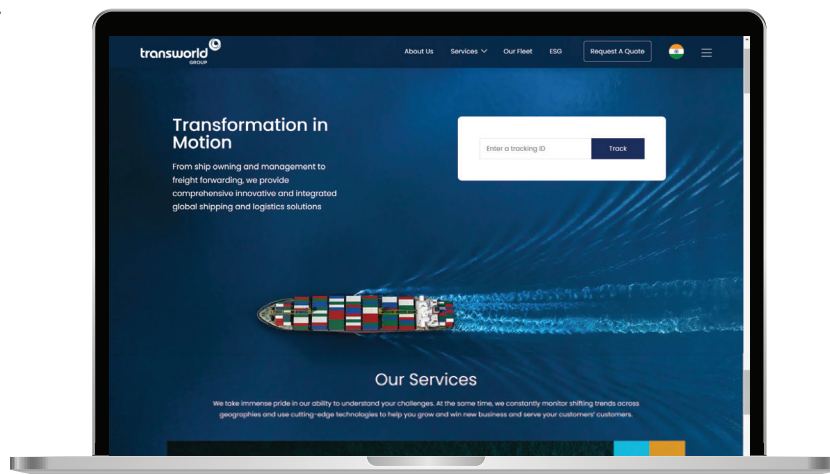 transworld
GROUP
About Us Services Our Fleet ESG Request A Quote
Transformation in
Motion
From ship owning and management to
freight forwarding, we provide
comprehensive innovative and integrated
global shipping and logistics solutions
Enter a tracking ID Track
Our Services
We take immense pride in our ability to understand your challenges. At the same time, we constantly monitor shifting trends across
geographies and use cutting-edge technologies to help you grow and win new business and serve your customers' customers.